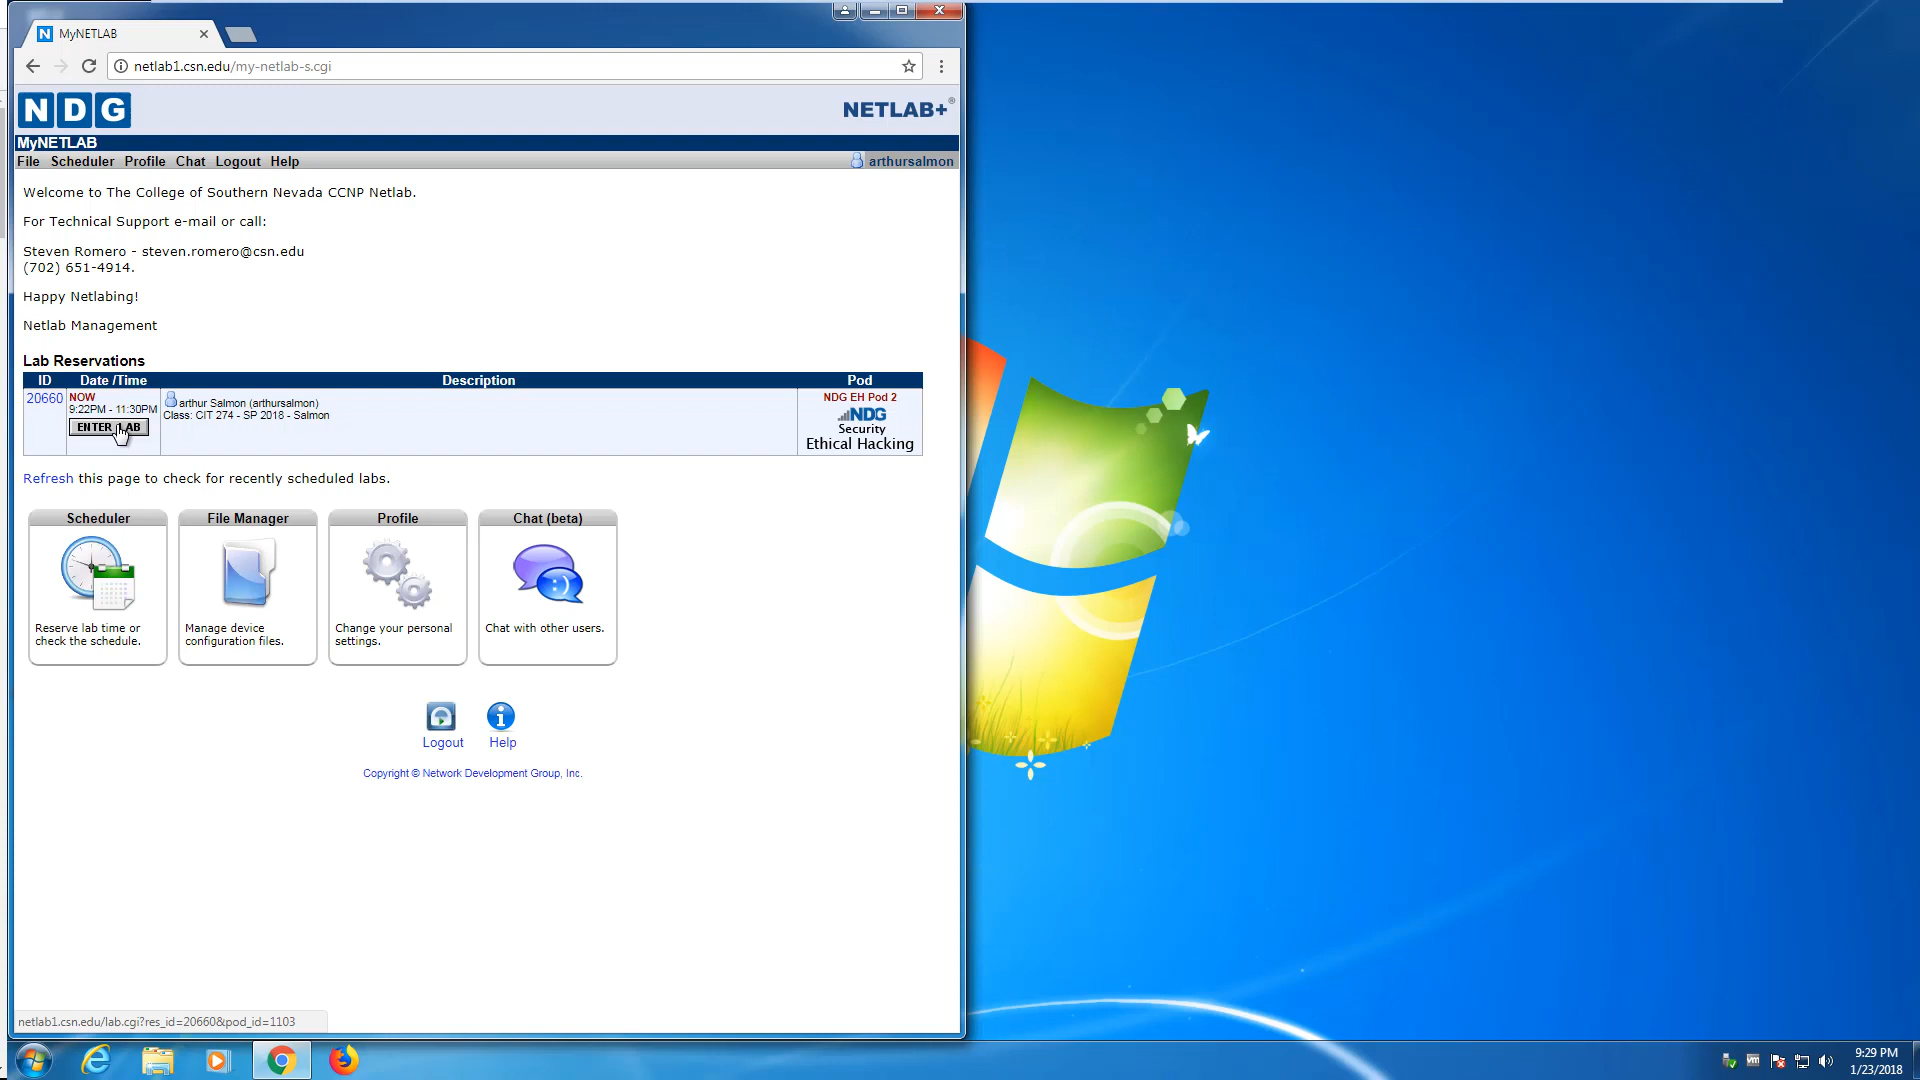 MyNETLAB
netlab1.csn.edu/my-netlab-s.cgi
NDG
NETLAB+®
MyNETLAB
File Scheduler Profile Chat Logout Help
arthursalmon
Welcome to The College of Southern Nevada CCNP Netlab.
For Technical Support e-mail or call:
Steven Romero - steven.romero@csn.edu
(702) 651-4914.
Happy Netlabing!
Netlab Management
Lab Reservations
ID Date /Time Description Pod
20660
NOW
9:22PM - 11:30PM
ENTER LAB
arthur Salmon (arthursalmon)
Class: CIT 274 - SP 2018 - Salmon
NDG EH Pod 2
NDG
Security
Ethical Hacking
Refresh this page to check for recently scheduled labs.
Scheduler
Reserve lab time or
check the schedule.
File Manager
Manage device
configuration files.
Profile
Change your personal
settings.
Chat (beta)
Chat with other users.
Logout
Help
Copyright © Network Development Group, Inc.
netlab1.csn.edu/lab.cgi?res_id=20660&pod_id=1103
9:29 PM
1/23/2018